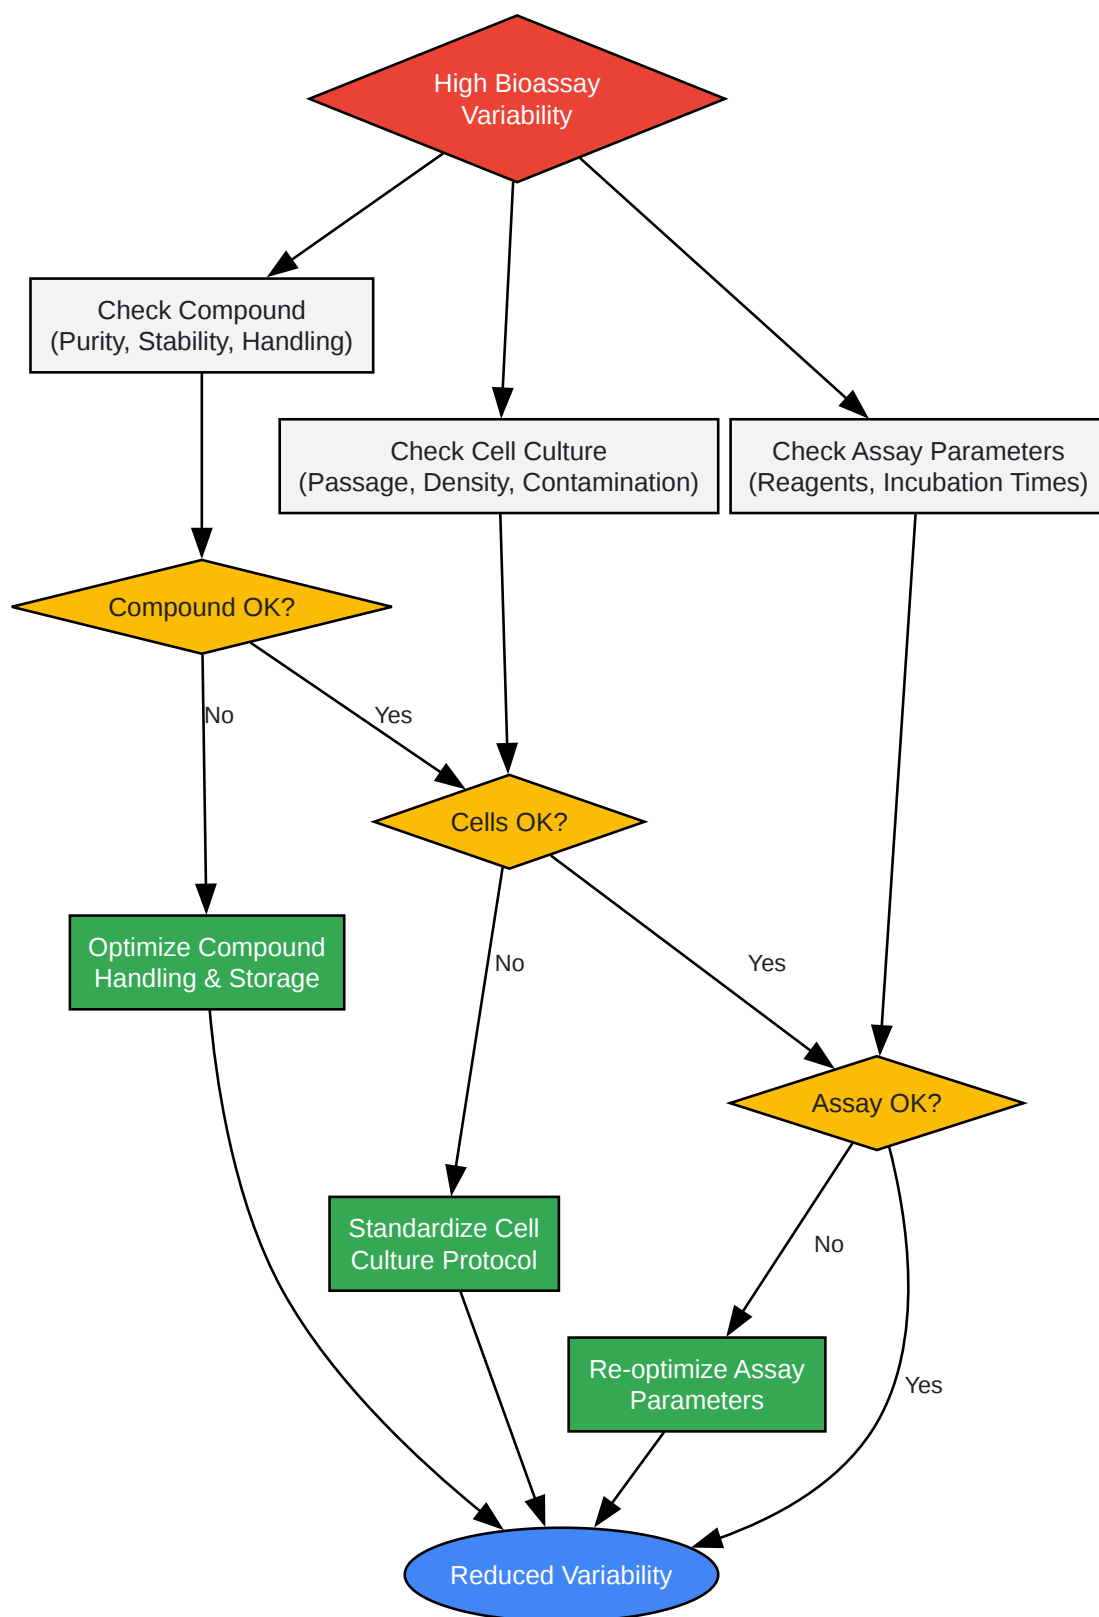 High Bioassay
Variability
Check Compound
(Purity, Stability, Handling)
Check Cell Culture
(Passage, Density, Contamination)
Check Assay Parameters
(Reagents, Incubation Times)
Compound OK?
No
Yes
Cells OK?
Optimize Compound
Handling & Storage
No
Yes
Assay OK?
Standardize Cell
Culture Protocol
No
Re-optimize Assay
Parameters
Yes
Reduced Variability